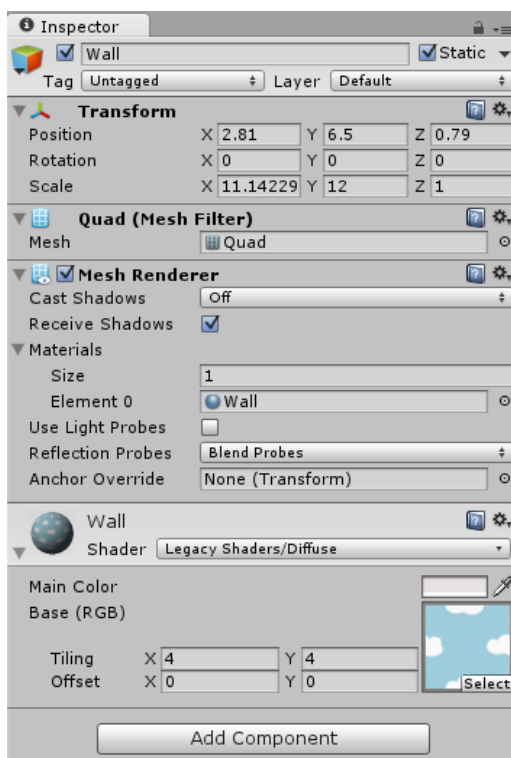 Inspector
Wall Static
Tag Untagged Layer Default
Transform
Position X 2.81 Y 6.5 Z 0.79
Rotation X 0 Y 0 Z 0
Scale X 11.14229 Y 12 Z 1
Quad (Mesh Filter)
Mesh Quad
Mesh Renderer
Cast Shadows Off
Receive Shadows
Materials
Size 1
Element 0 Wall
Use Light Probes
Reflection Probes Blend Probes
Anchor Override None (Transform)
Wall
Shader Legacy Shaders/Diffuse
Main Color
Base (RGB)
Tiling X 4 Y 4
Offset X 0 Y 0 Select
Add Component